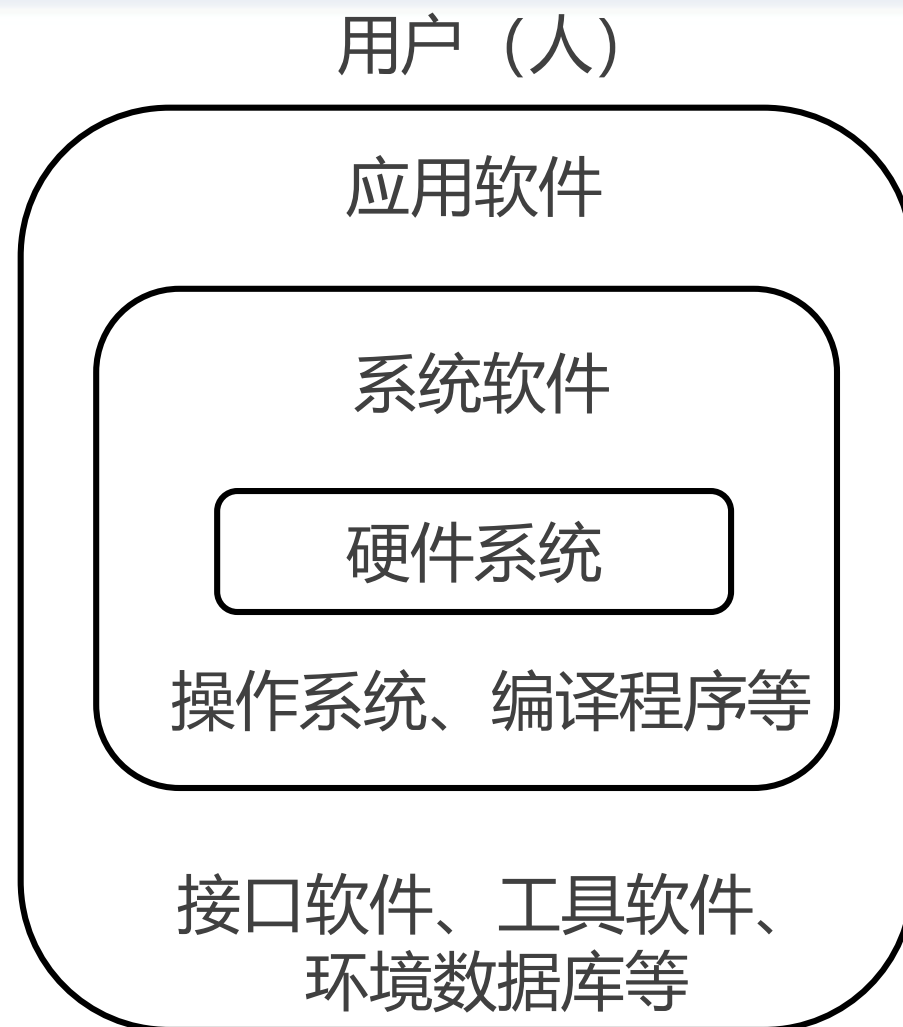 用户（人）
应用软件
系统软件
硬件系统
操作系统、编译程序等
接口软件、工具软件、
环境数据库等